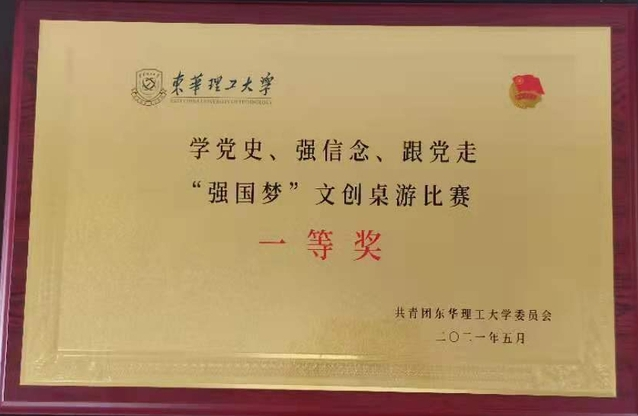 東華理工大學
学党史、强信念、跟党走
“强国梦”文创桌游比赛
一等奖
共青团东华理工大学委员会
二〇二一年五月